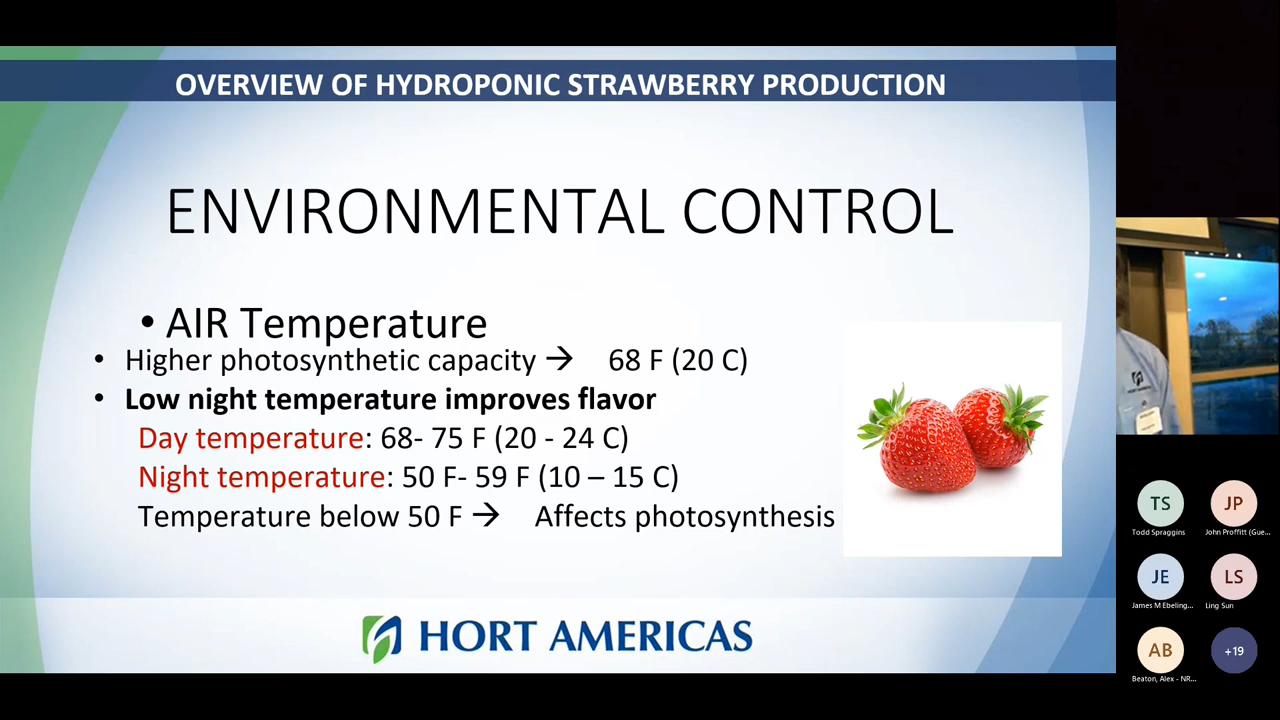 OVERVIEW OF HYDROPONIC STRAWBERRY PRODUCTION
ENVIRONMENTAL CONTROL
• AIR Temperature
• Higher photosynthetic capacity → 68 F (20 C)
• Low night temperature improves flavor
Day temperature: 68- 75 F (20 - 24 C)
Night temperature: 50 F- 59 F (10 – 15 C)
Temperature below 50 F → Affects photosynthesis
HORT AMERICAS
TS
Todd Spraggins
JP
John Proffitt (Gue...
JE
James M Ebeling...
LS
Ling Sun
AB
Beaton, Alex - NR...
+19